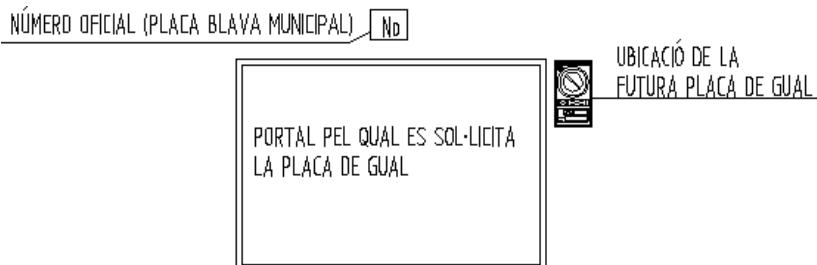 NÚMERO OFICIAL (PLACA BLAVA MUNICIPAL)
No
UBICACIÓ DE LA
FUTURA PLACA DE GUAL
PORTAL PEL QUAL ES SOL·LICITA
LA PLACA DE GUAL